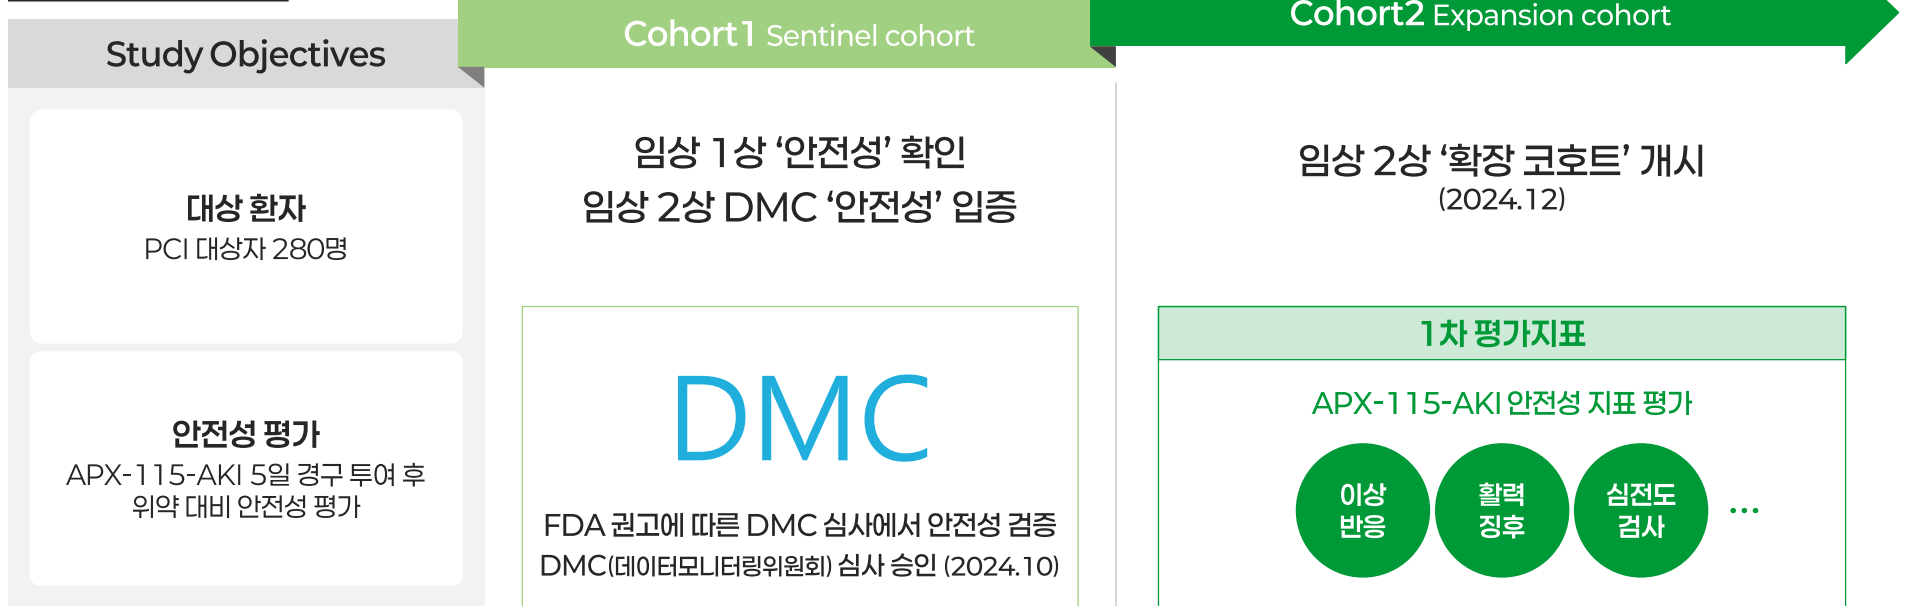 Study Objectives
대상 환자
PCI 대상자 280명
안전성 평가
APX-115-AKI 5일 경구 투여 후
위약 대비 안전성 평가
Cohort1 Sentinel cohort
임상 1상 ‘안전성’ 확인
임상 2상 DMC ‘안전성’ 입증
DMC
FDA 권고에 따른 DMC 심사에서 안전성 검증
DMC(데이터모니터링위원회) 심사 승인 (2024.10)
Cohort2 Expansion cohort
임상 2상 ‘확장 코호트’ 개시
(2024.12)
1차 평가지표
APX-115-AKI 안전성 지표 평가
이상
반응
활력
징후
심전도
검사
…